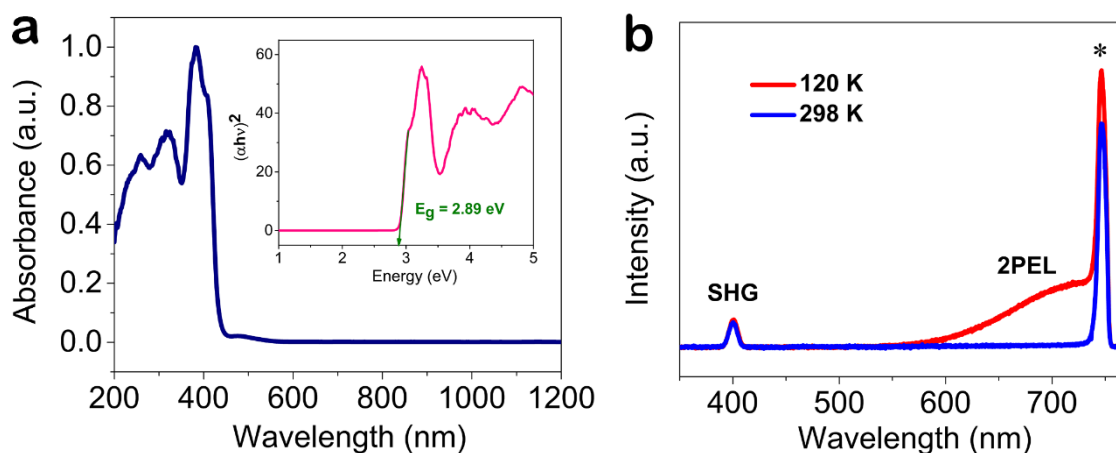 a
Absorbance (a.u.)
1.0
0.8
0.6
0.4
0.2
0.0
200 400 600 800 1000 1200
Wavelength (nm)
(αhν)2
60
40
20
0
E g = 2.89 eV
1 2 3 4 5
Energy (eV)
b
Intensity (a.u.)
*
120 K
298 K
SHG
2PEL
400 500 600 700
Wavelength (nm)